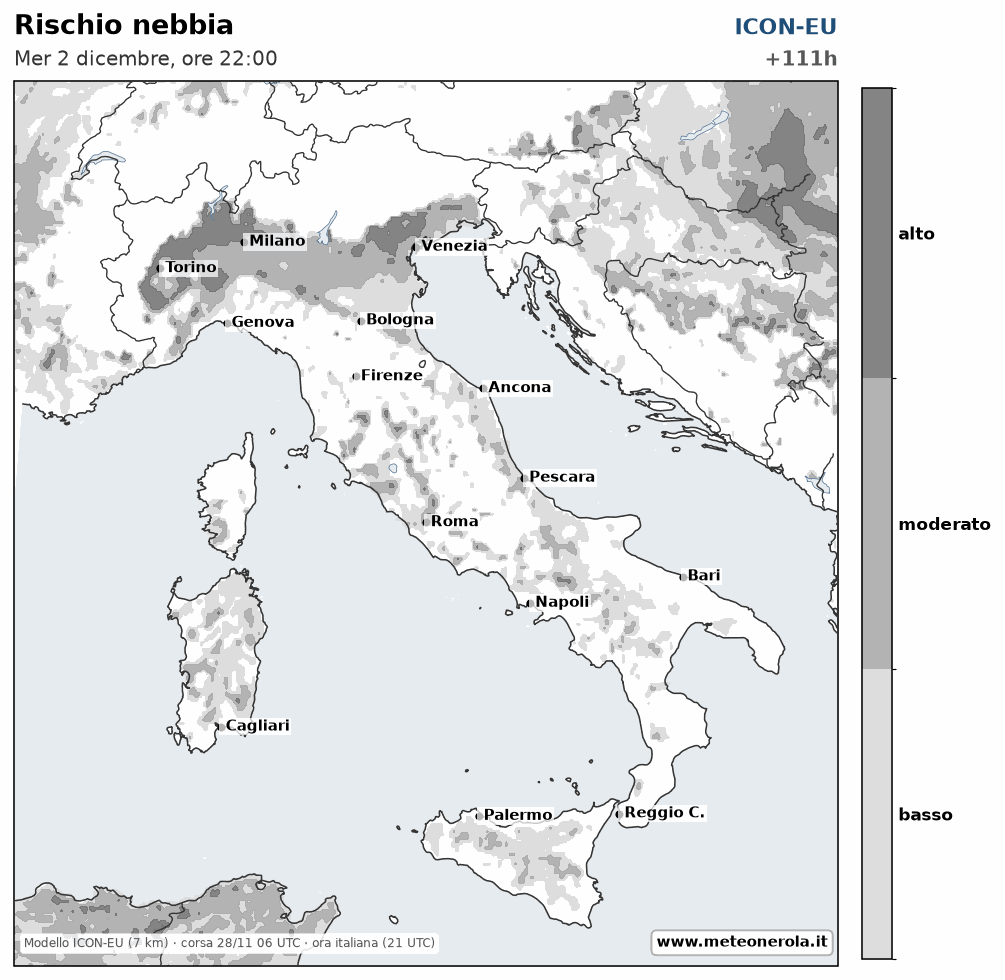 Rischio nebbia
ICON-EU
Mer 2 dicembre, ore 22:00
+111h
alto
Milano
Venezia
Torino
Genova
Bologna
Firenze
Ancona
Pescara
Roma
moderato
Bari
Napoli
Cagliari
Palermo
Reggio C.
basso
Modello ICON-EU (7 km) · corsa 28/11 06 UTC · ora italiana (21 UTC)
www.meteonerola.it